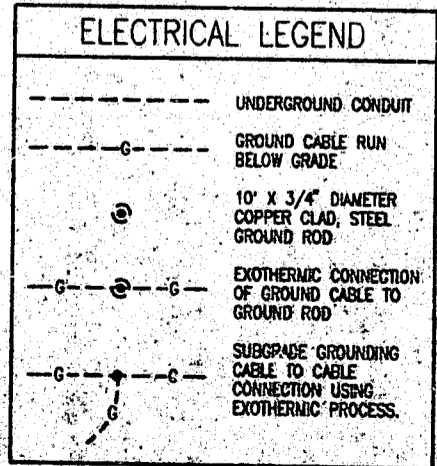 ELECTRICAL LEGEND
UNDERGROUND CONDUIT
G
GROUND CABLE RUN
BELOW GRADE
10' X 3/4" DIAMETER
COPPER CLAD, STEEL
GROUND ROD
G G
EXOTHERMIC CONNECTION
OF GROUND CABLE TO
GROUND ROD
G G
G
SUBGRADE GROUNDING
CABLE TO CABLE
CONNECTION USING
EXOTHERMIC PROCESS.